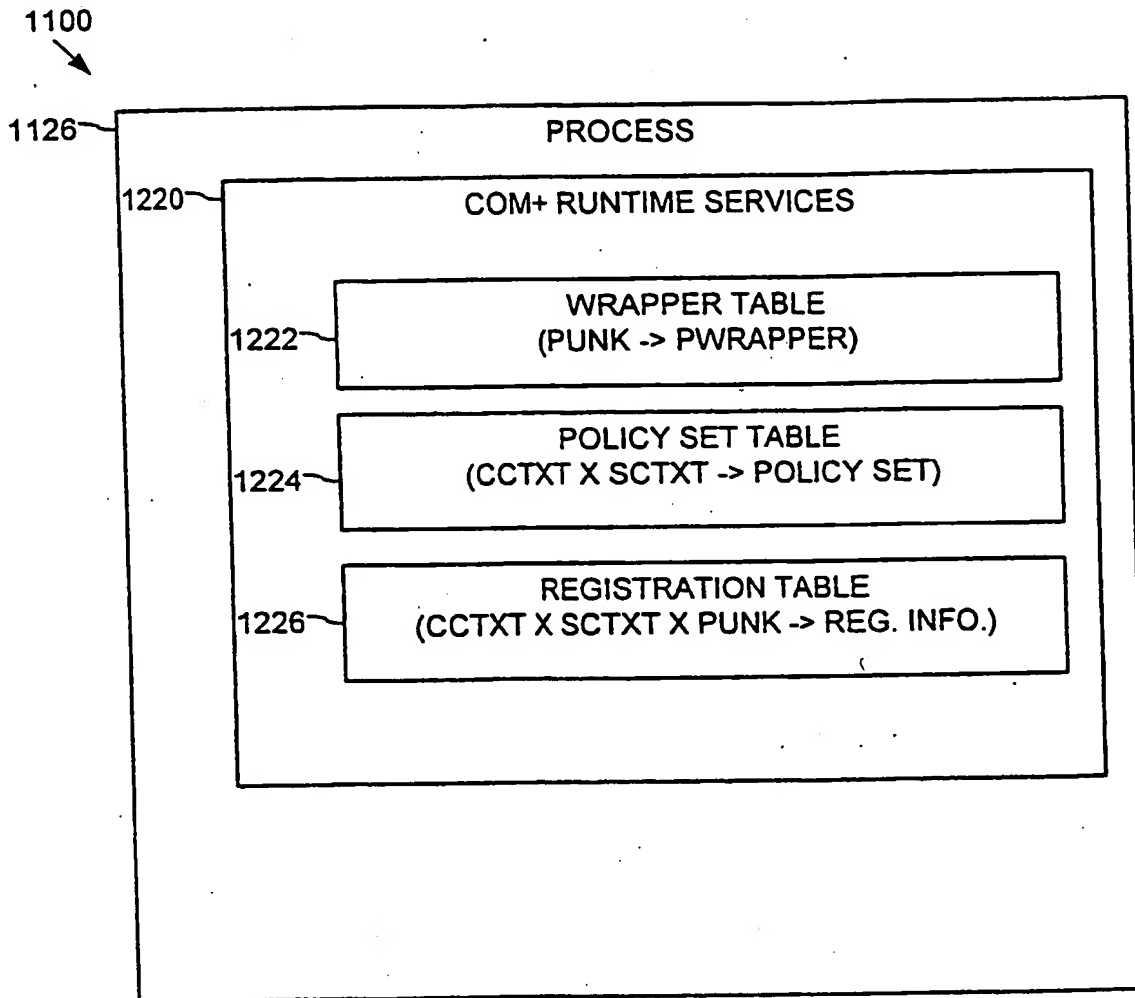 1100
1126
PROCESS
1220
COM+ RUNTIME SERVICES
WRAPPER TABLE
1222
(PUNK -> PWRAPPER)
POLICY SET TABLE
1224
(CCTXT X SCTXT -> POLICY SET)
REGISTRATION TABLE
1226
(CCTXT X SCTXT X PUNK -> REG. INFO.)